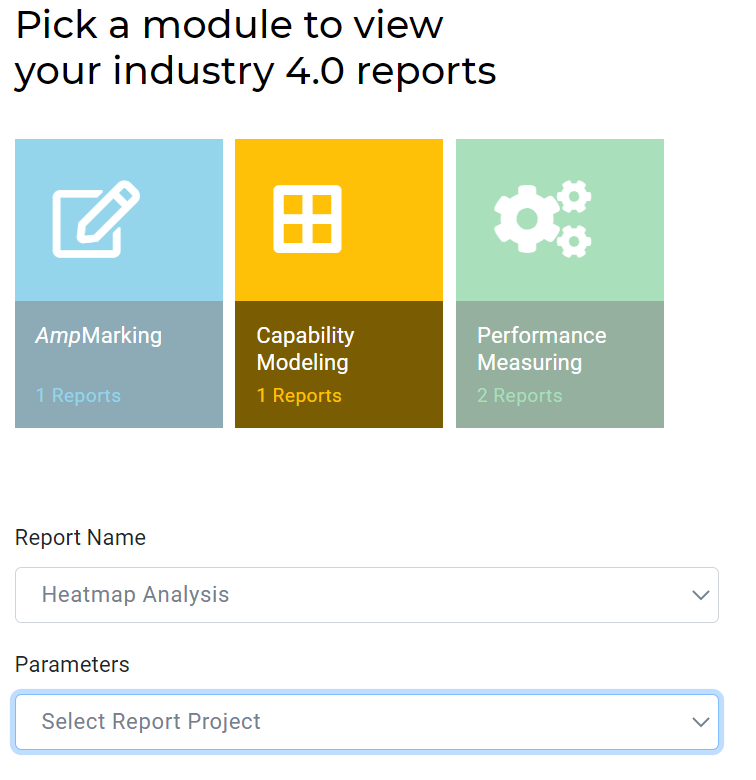 Pick a module to view
your industry 4.0 reports
AmpMarking
1 Reports
Capability
Modeling
1 Reports
Performance
Measuring
2 Reports
Report Name
Heatmap Analysis
Parameters
Select Report Project